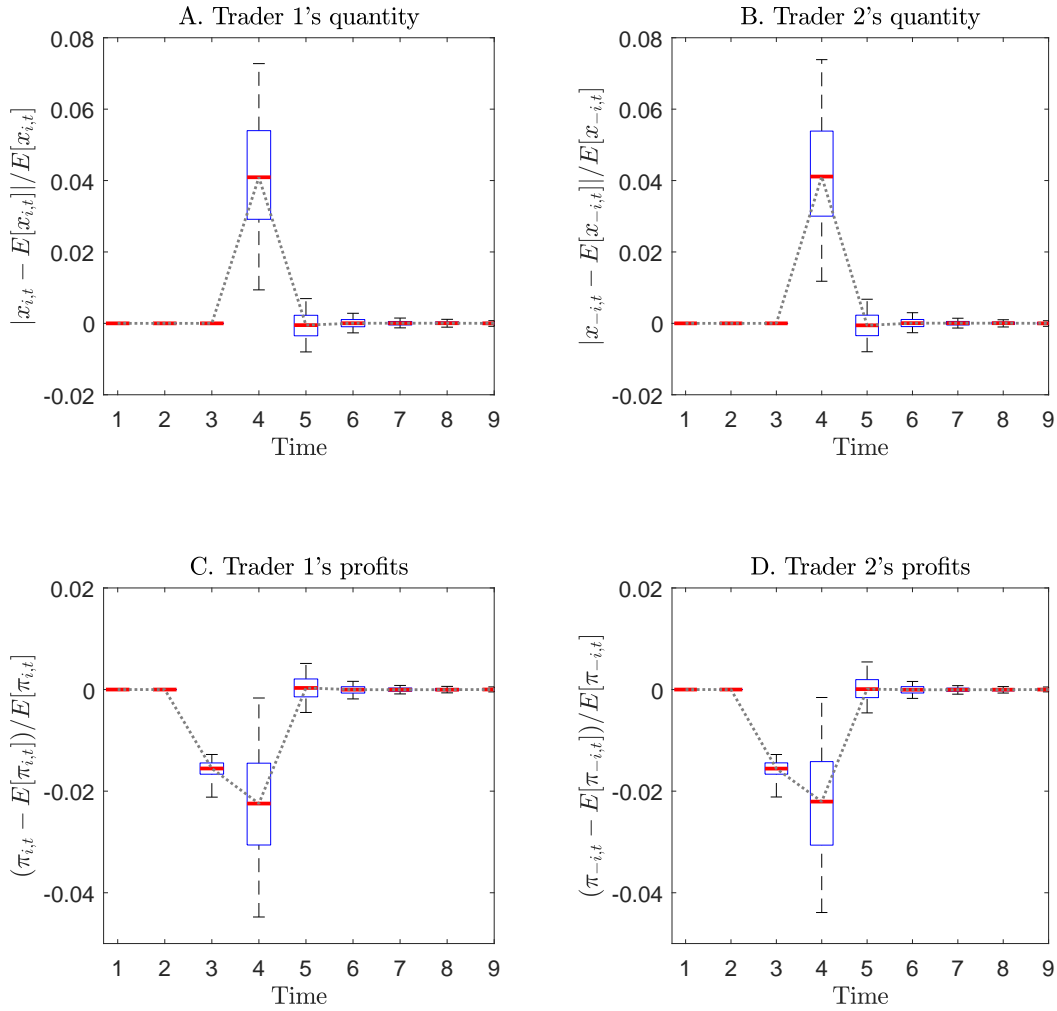 A. Trader 1's quantity
|x_{i,t} − E[x_{i,t}]|/E[x_{i,t}]
0.08
0.06
0.04
0.02
0
-0.02
1 2 3 4 5 6 7 8 9
Time
B. Trader 2's quantity
|x_{−i,t} − E[x_{−i,t}]|/E[x_{−i,t}]
0.08
0.06
0.04
0.02
0
-0.02
1 2 3 4 5 6 7 8 9
Time
C. Trader 1's profits
(π_{i,t} − E[π_{i,t}])/E[π_{i,t}]
0.02
0
-0.02
-0.04
1 2 3 4 5 6 7 8 9
Time
D. Trader 2's profits
(π_{−i,t} − E[π_{−i,t}])/E[π_{−i,t}]
0.02
0
-0.02
-0.04
1 2 3 4 5 6 7 8 9
Time